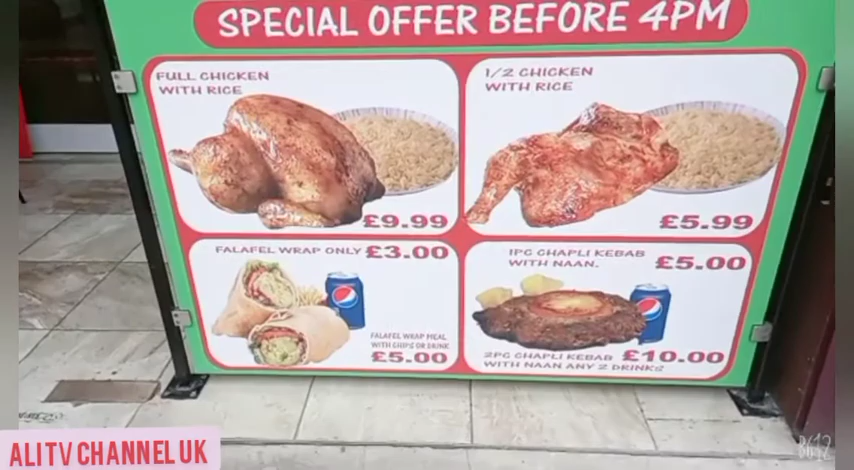 SPECIAL OFFER BEFORE 4PM
FULL CHICKEN
WITH RICE
£9.99
1/2 CHICKEN
WITH RICE
£5.99
FALAFEL WRAP ONLY £3.00
FALAFEL WRAP MEAL
WITH CHIPS OR DRINK
£5.00
1PC CHAPLI KEBAB
WITH NAAN.
£5.00
2PC CHAPLI KEBAB £10.00
WITH NAAN ANY 2 DRINKS
ALI TV CHANNEL UK
B612